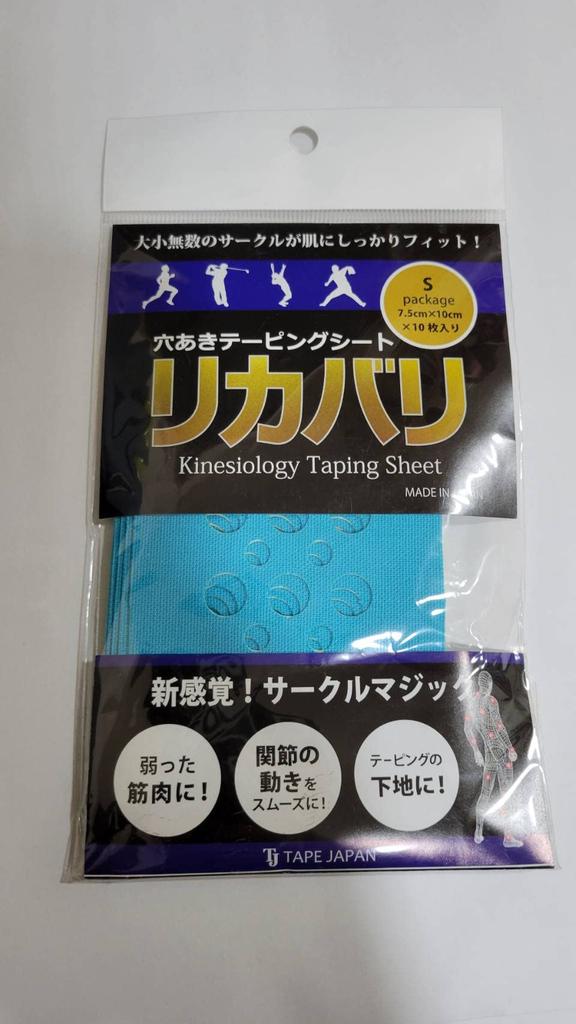 大小無数のサークルが肌にしっかりフィット！
S
package
7.5cm×10cm
×10枚入り
穴あきテーピングシート
リカバリ
Kinesiology Taping Sheet
MADE IN
新感覚！サークルマジック
弱った
筋肉に！
関節の
動きを
スムーズに！
テーピングの
下地に！
TJ TAPE JAPAN